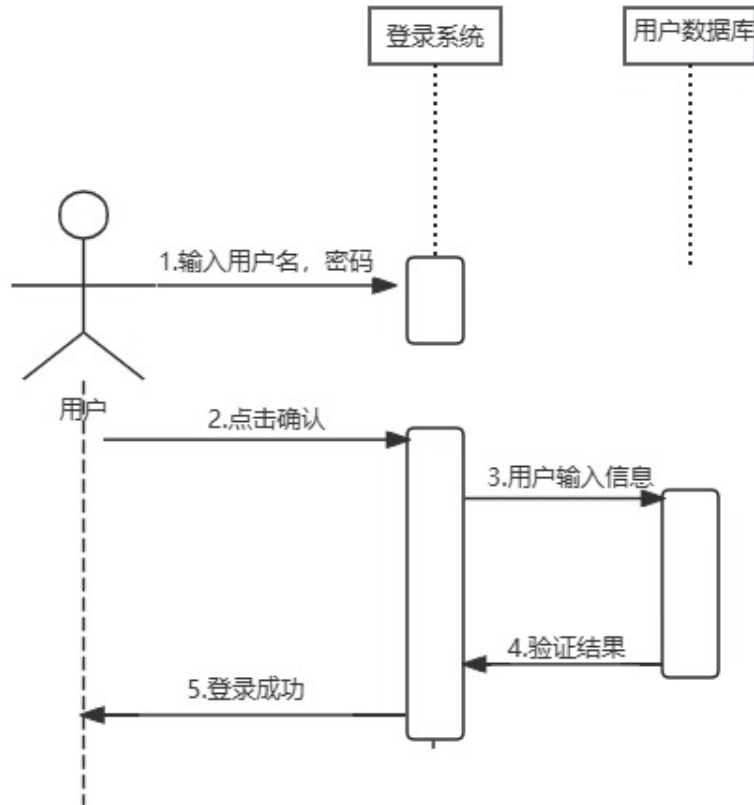 登录系统
用户数据库
1.输入用户名，密码
用户
2.点击确认
3.用户输入信息
4.验证结果
5.登录成功